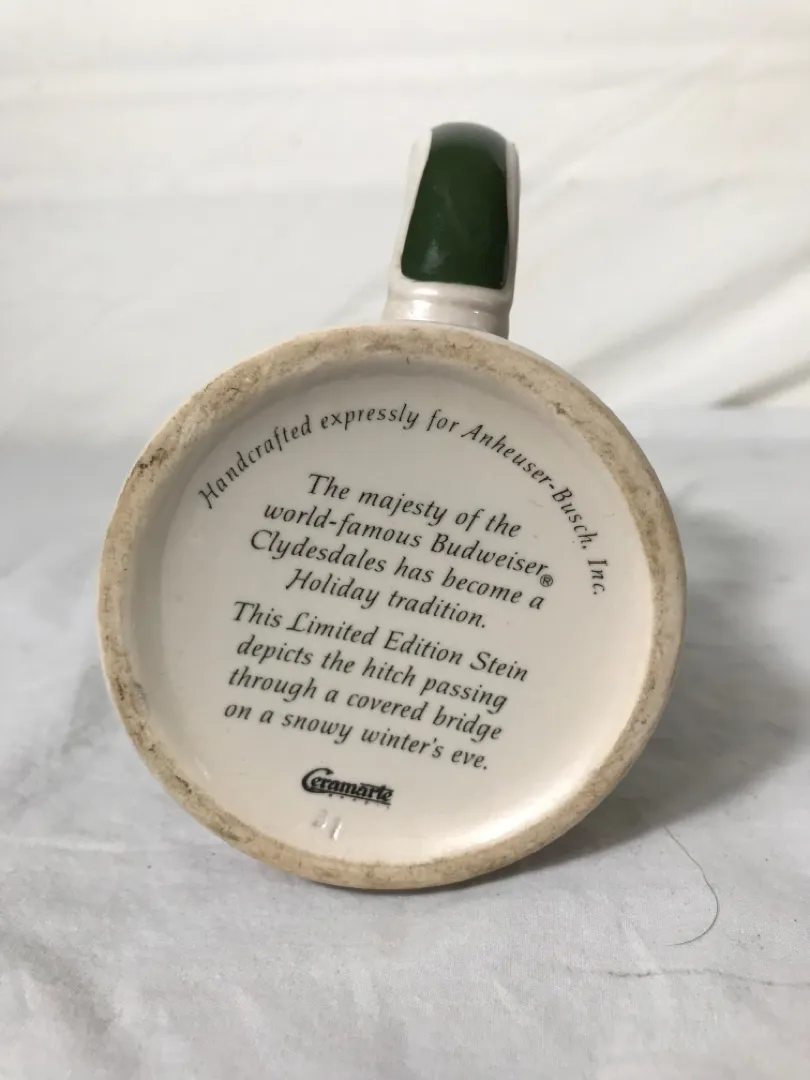 Handcrafted expressly for Anheuser-Busch, Inc.
The majesty of the
world-famous Budweiser®
Clydesdales has become a
Holiday tradition.
This Limited Edition Stein
depicts the hitch passing
through a covered bridge
on a snowy winter's eve.
Ceramarte